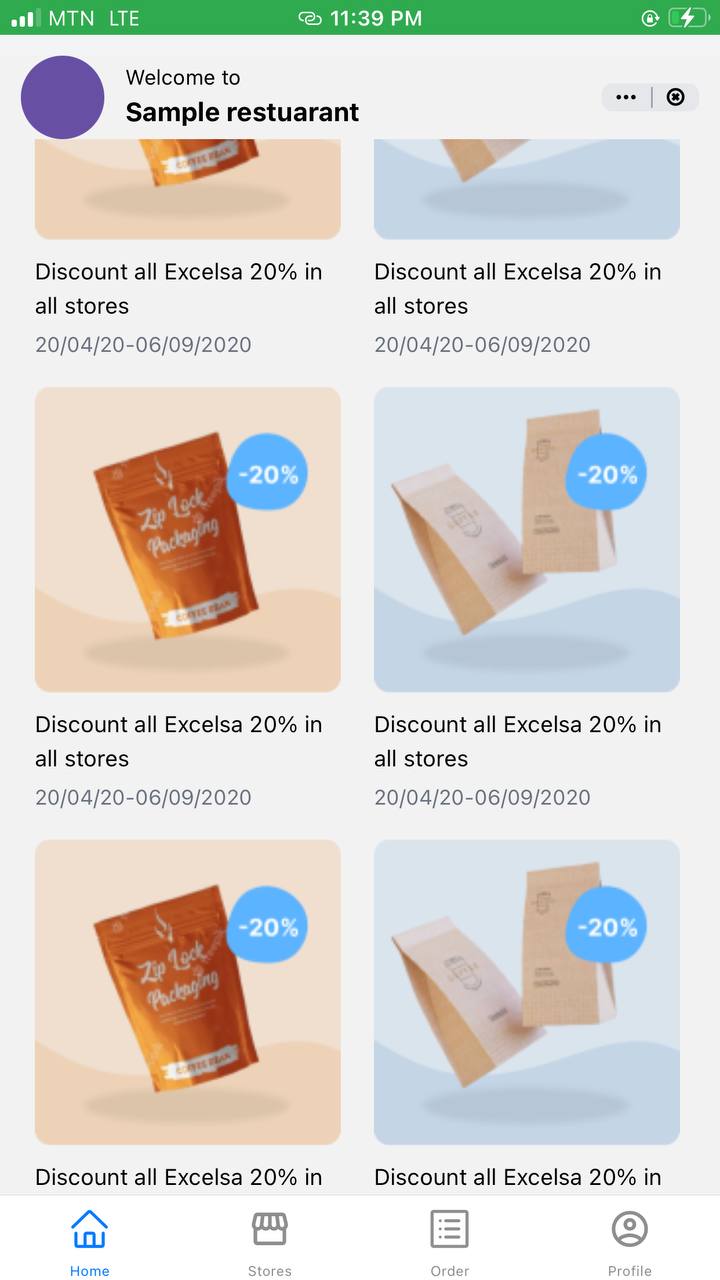 MTN LTE 11:39 PM
Welcome to
Sample restuarant
COFFEE BEAN
Discount all Excelsa 20% in
all stores
20/04/20-06/09/2020
Discount all Excelsa 20% in
all stores
20/04/20-06/09/2020
-20%
Zip Lock
Packaging
COFFEE BEAN
-20%
Discount all Excelsa 20% in
all stores
20/04/20-06/09/2020
Discount all Excelsa 20% in
all stores
20/04/20-06/09/2020
-20%
Zip Lock
Packaging
COFFEE BEAN
-20%
Discount all Excelsa 20% in
Discount all Excelsa 20% in
Home
Stores
Order
Profile